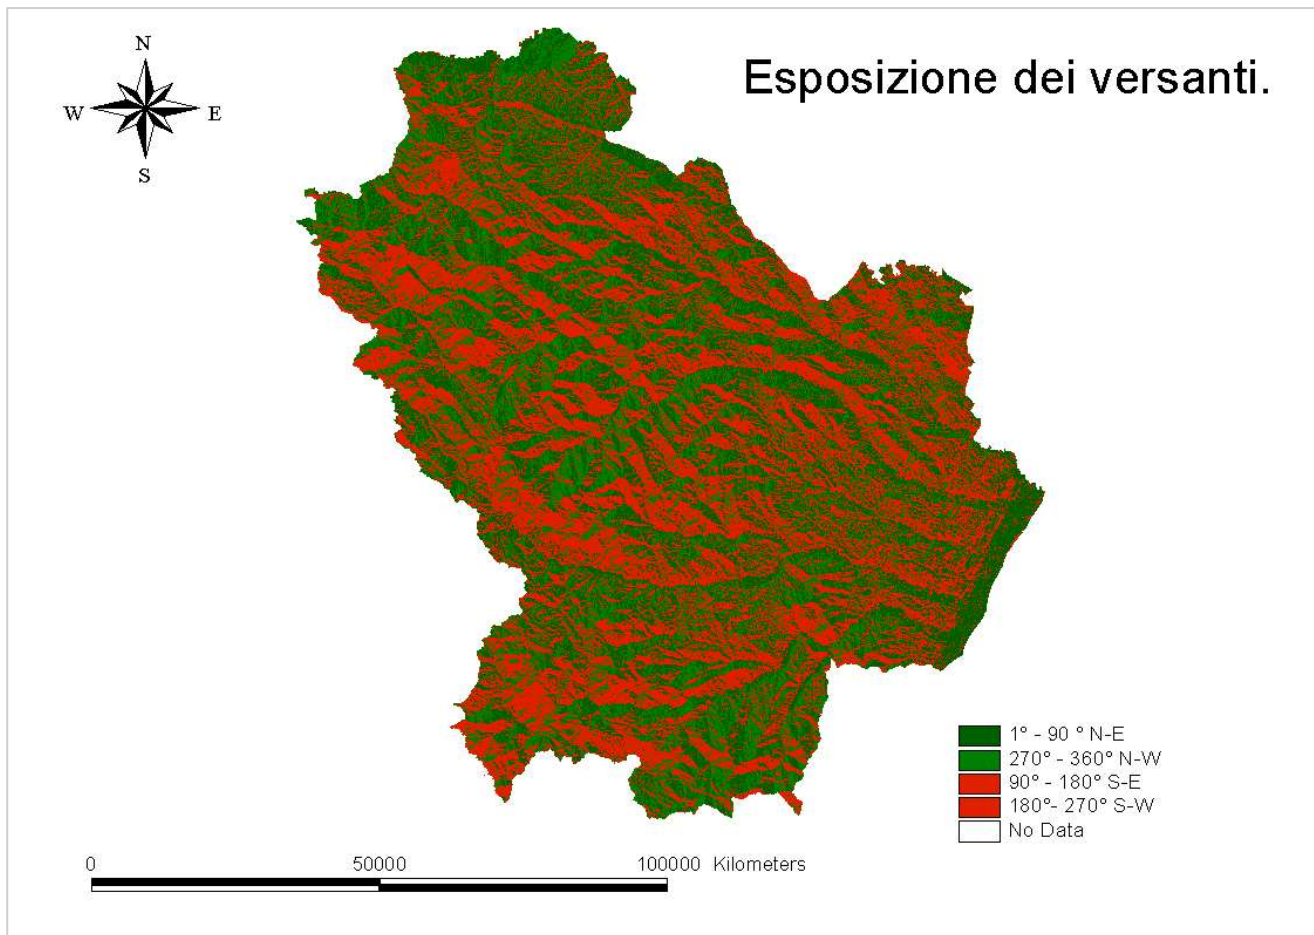 N
W E
S
Esposizione dei versanti.
1° - 90 ° N-E
270° - 360° N-W
90° - 180° S-E
180°- 270° S-W
No Data
0 50000 100000 Kilometers